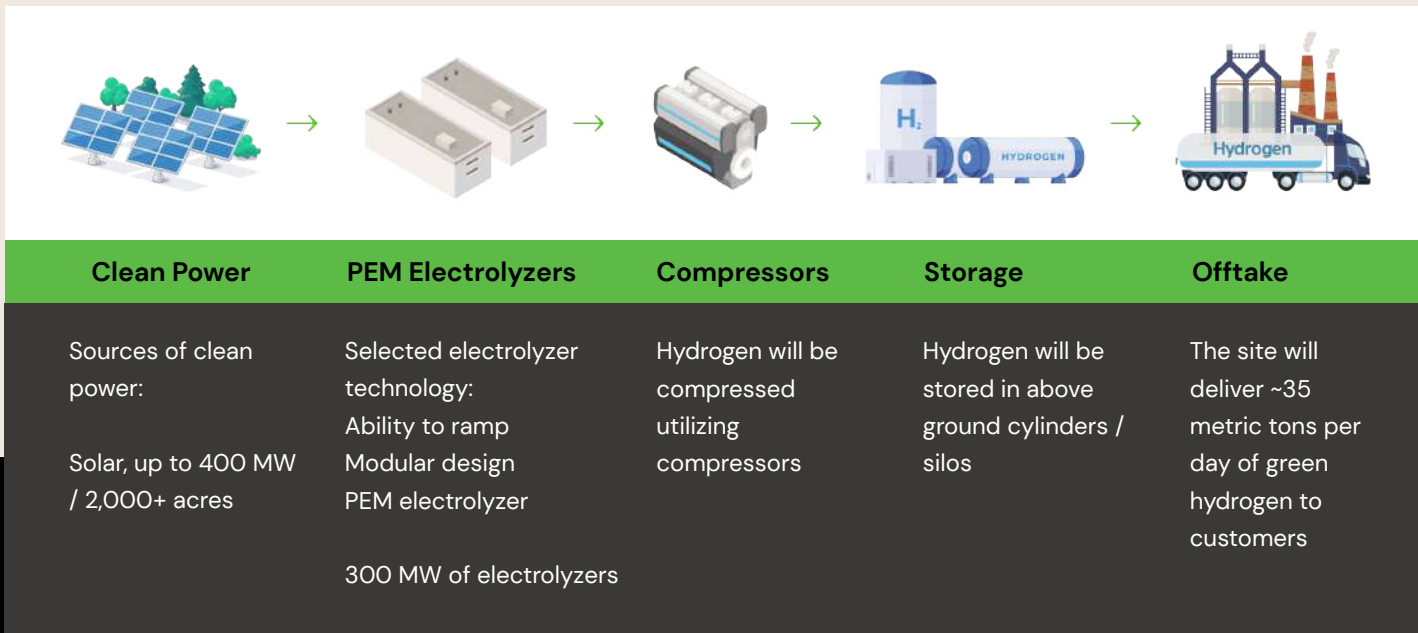 H₂
HYDROGEN
Hydrogen
Clean Power
PEM Electrolyzers
Compressors
Storage
Offtake
Sources of clean
power:
Solar, up to 400 MW
/ 2,000+ acres
Selected electrolyzer
technology:
Ability to ramp
Modular design
PEM electrolyzer
300 MW of electrolyzers
Hydrogen will be
compressed
utilizing
compressors
Hydrogen will be
stored in above
ground cylinders /
silos
The site will
deliver ~35
metric tons per
day of green
hydrogen to
customers